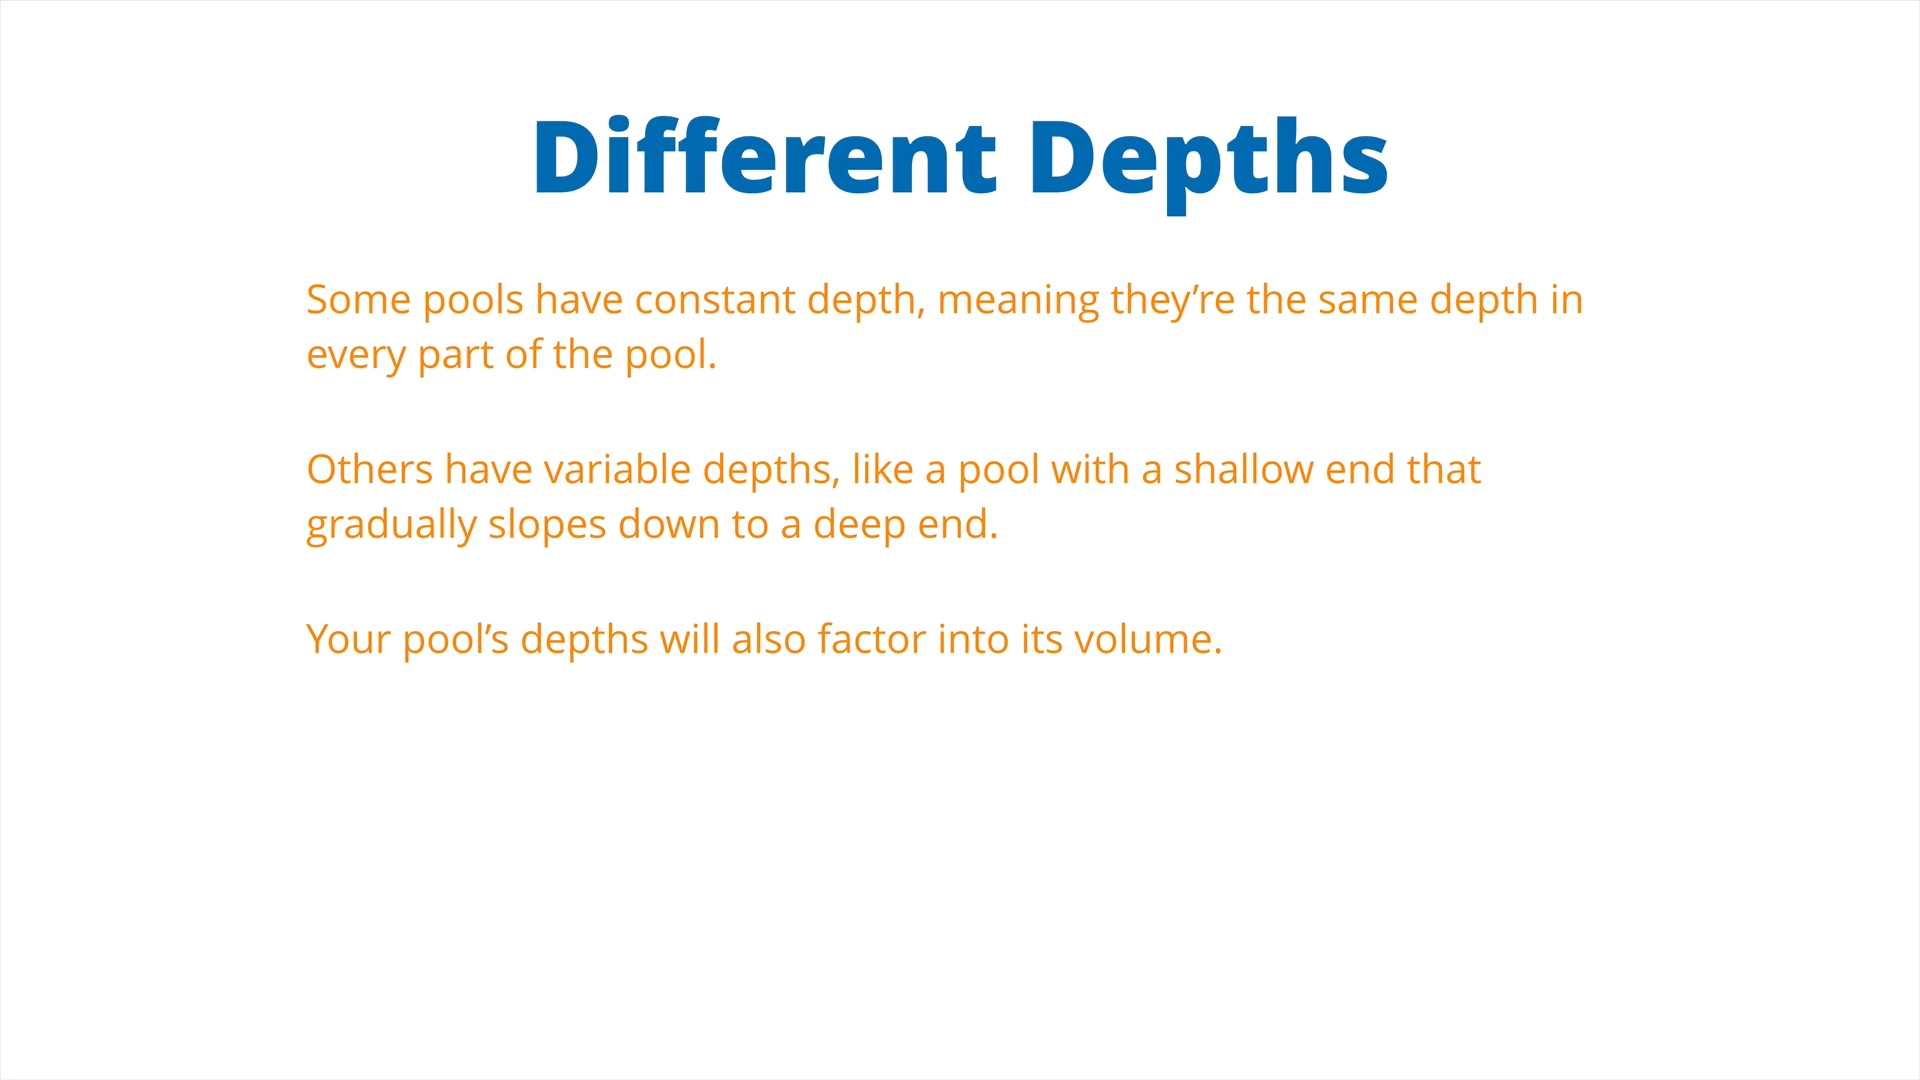 Different Depths
Some pools have constant depth, meaning they’re the same depth in
every part of the pool.
Others have variable depths, like a pool with a shallow end that
gradually slopes down to a deep end.
Your pool’s depths will also factor into its volume.